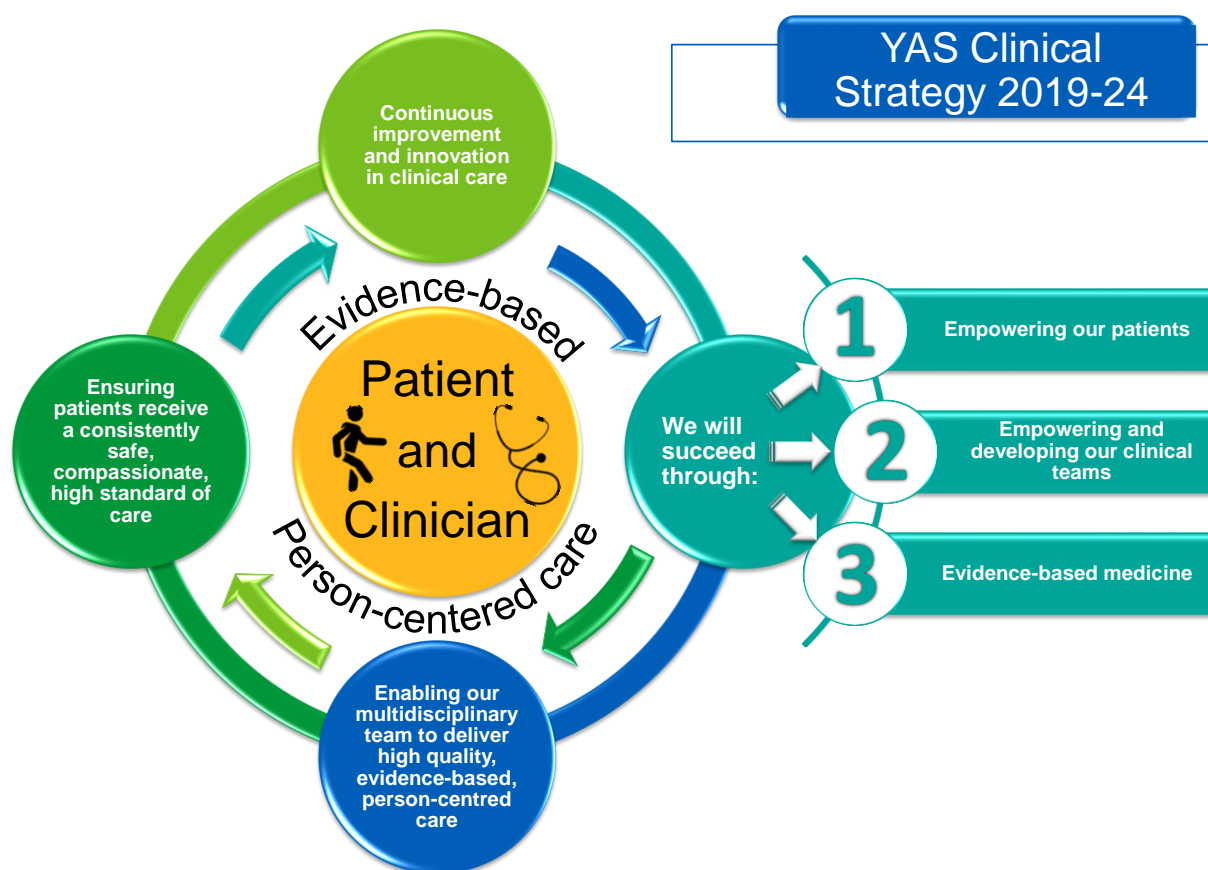 YAS Clinical
Strategy 2019-24
Continuous
improvement
and innovation
in clinical care
Evidence-based
Patient
and
Clinician
Person-centered care
Ensuring
patients receive
a consistently
safe,
compassionate,
high standard of
care
We will
succeed
through:
1
Empowering our patients
2
Empowering and
developing our clinical
teams
3
Evidence-based medicine
Enabling our
multidisciplinary
team to deliver
high quality,
evidence-based,
person-centred
care